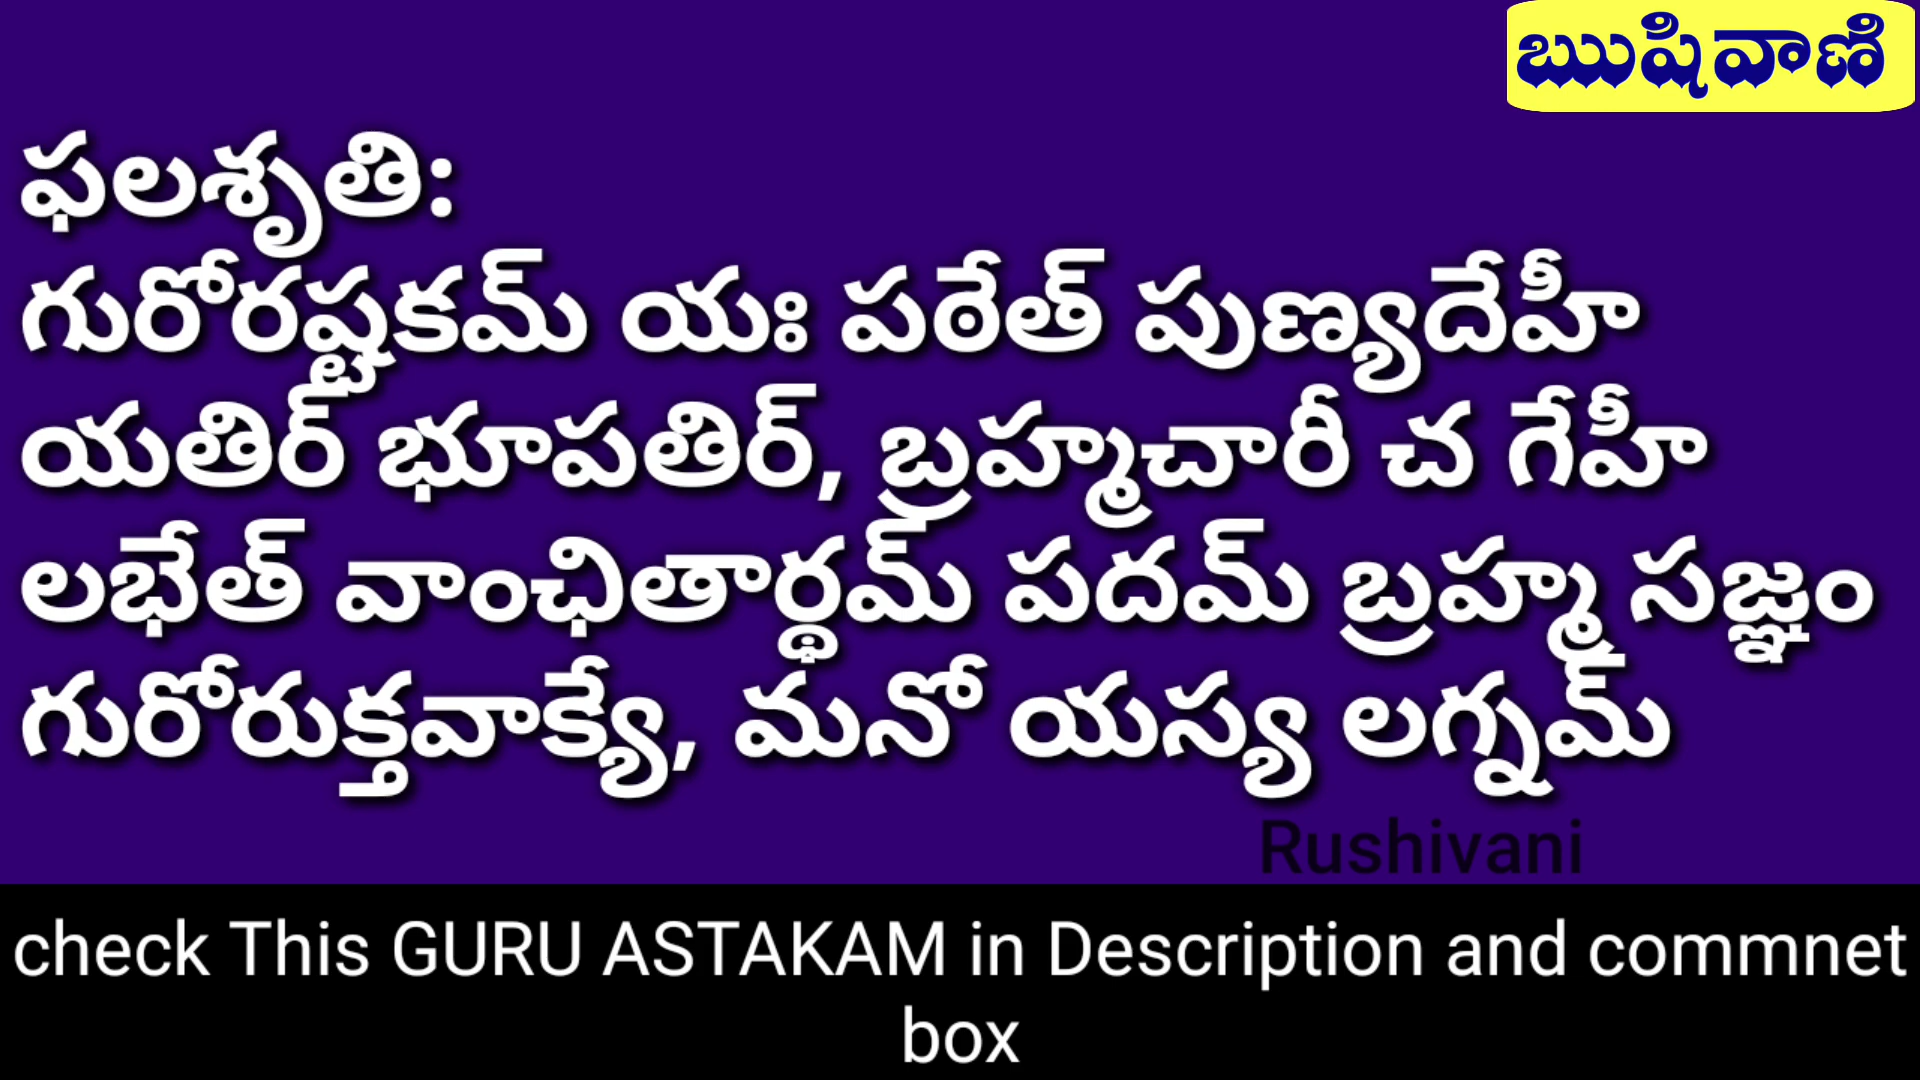 ఋషివాణి
ఫలశృతి:
గురోరష్టకమ్ యః పఠేత్ పుణ్యదేహీ
యతిర్ భూపతిర్, బ్రహ్మచారీ చ గేహీ
లభేత్ వాంఛితార్థమ్ పదమ్ బ్రహ్మ సజ్ఞం
గురోరుక్తవాక్యే, మనో యస్య లగ్నమ్
Rushivani
check This GURU ASTAKAM in Description and commnet
box